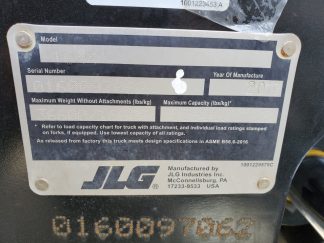 1001223453 A
Model
Serial Number
Year Of Manufacture
Maximum Weight Without Attachments (lbs/kg)
Maximum Capacity (lbs/kg)*
* Refer to load capacity chart for truck with attachment, and individual load ratings stamped
on forks, if equipped. Use lowest capacity of all ratings.
As released from factory this truck meets design specifications in ASME B56.6-2016
JLG®
Manufactured by
JLG Industries Inc.
McConnellsburg, PA
17233-9533 USA
0160097062